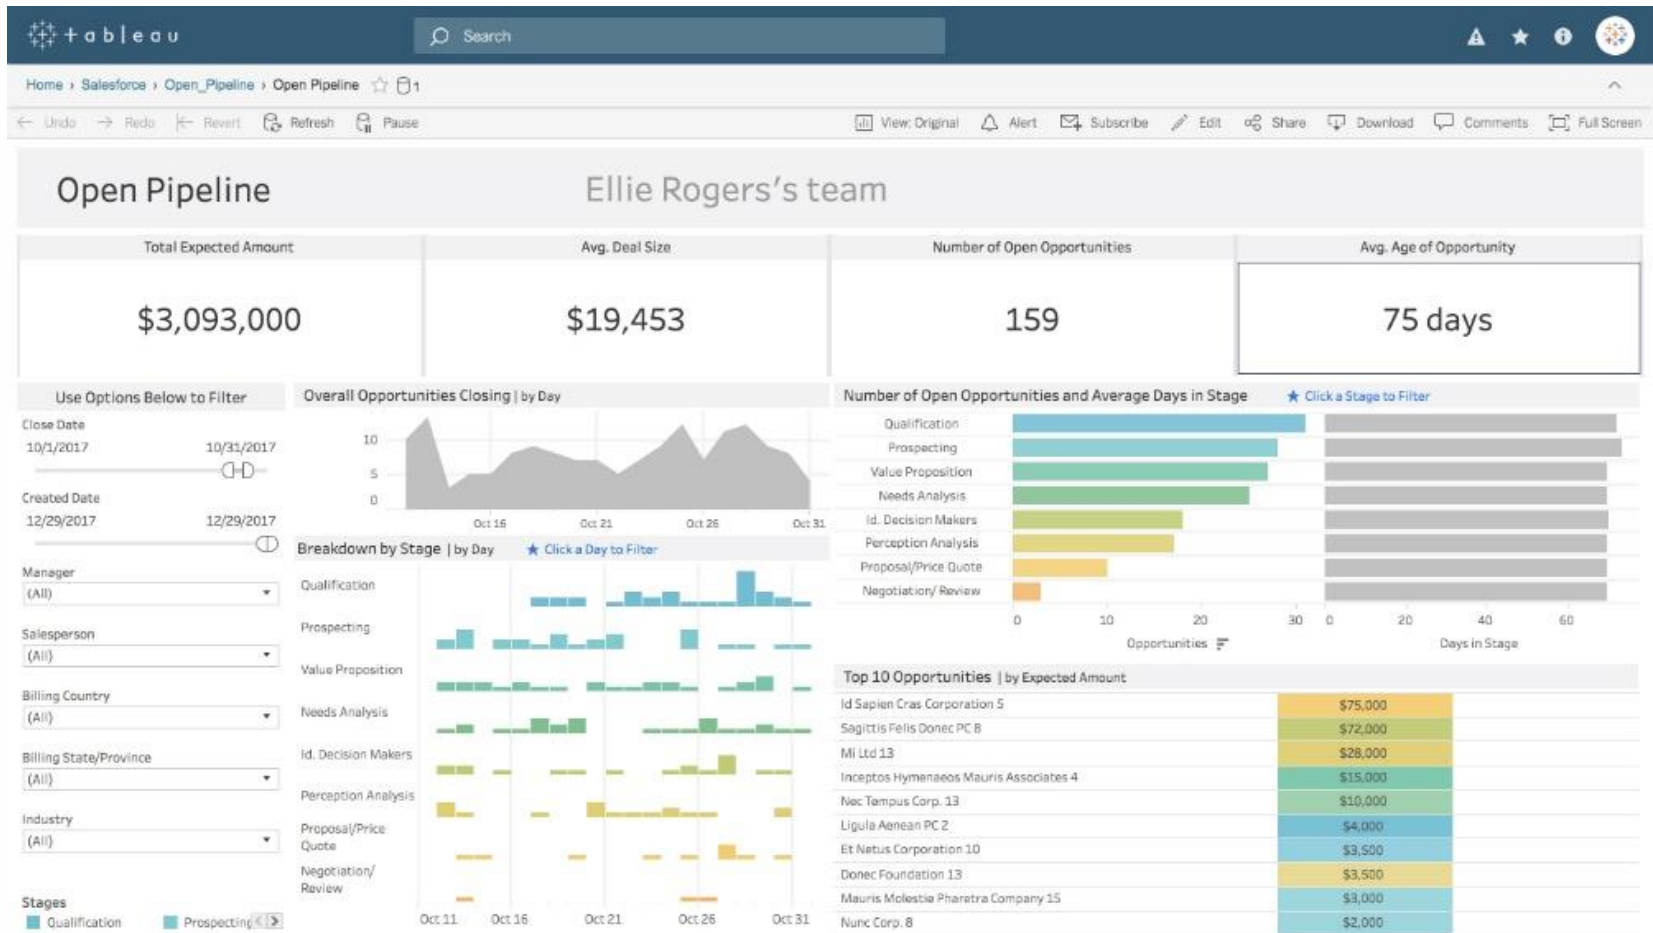 tableau
Search
Home › Salesforce › Open_Pipeline › Open Pipeline 1
Undo Redo Revert Refresh Pause View: Original Alert Subscribe Edit Share Download Comments Full Screen
Open Pipeline Ellie Rogers's team
Total Expected Amount
$3,093,000
Avg. Deal Size
$19,453
Number of Open Opportunities
159
Avg. Age of Opportunity
75 days
Use Options Below to Filter
Close Date
10/1/2017 10/31/2017
Created Date
12/29/2017 12/29/2017
Manager
(All)
Salesperson
(All)
Billing Country
(All)
Billing State/Province
(All)
Industry
(All)
Stages
Qualification Prospecting
Overall Opportunities Closing | by Day
10
5
0
Oct 16 Oct 21 Oct 26 Oct 31
Breakdown by Stage | by Day ★ Click a Day to Filter
Qualification
Prospecting
Value Proposition
Needs Analysis
Id. Decision Makers
Perception Analysis
Proposal/Price
Quote
Negotiation/
Review
Oct 11 Oct 16 Oct 21 Oct 26 Oct 31
Number of Open Opportunities and Average Days in Stage ★ Click a Stage to Filter
Qualification
Prospecting
Value Proposition
Needs Analysis
Id. Decision Makers
Perception Analysis
Proposal/Price Quote
Negotiation/ Review
0 10 20 30 0 20 40 60
Opportunities Days in Stage
Top 10 Opportunities | by Expected Amount
Id Sapien Cras Corporation 5 $75,000
Sagittis Felis Donec PC 8 $72,000
Mi Ltd 13 $28,000
Inceptos Hymenaeos Mauris Associates 4 $15,000
Nec Tempus Corp. 13 $10,000
Ligula Aenean PC 2 $4,000
Et Netus Corporation 10 $3,500
Donec Foundation 13 $3,500
Mauris Molestie Pharetra Company 15 $3,000
Nunc Corp. 8 $2,000